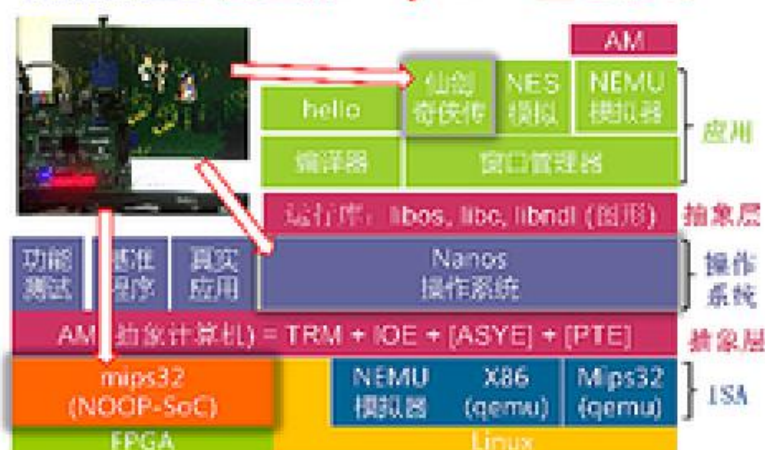 AM
仙剑 NES NEMU
hello 奇侠传 模拟 模拟器
应用
编译器 窗口管理器
运行库: libos, libc, libndl (图形) 抽象层
功能 基准 真实 Nanos 操作
测试 程序 应用 操作系统 系统
AM(抽象计算机) = TRM + IOE + [ASYE] + [PTE] 抽象层
mips32 NEMU X86 Mips32 ISA
(NOOP-SoC) 模拟器 (qemu) (qemu)
FPGA Linux